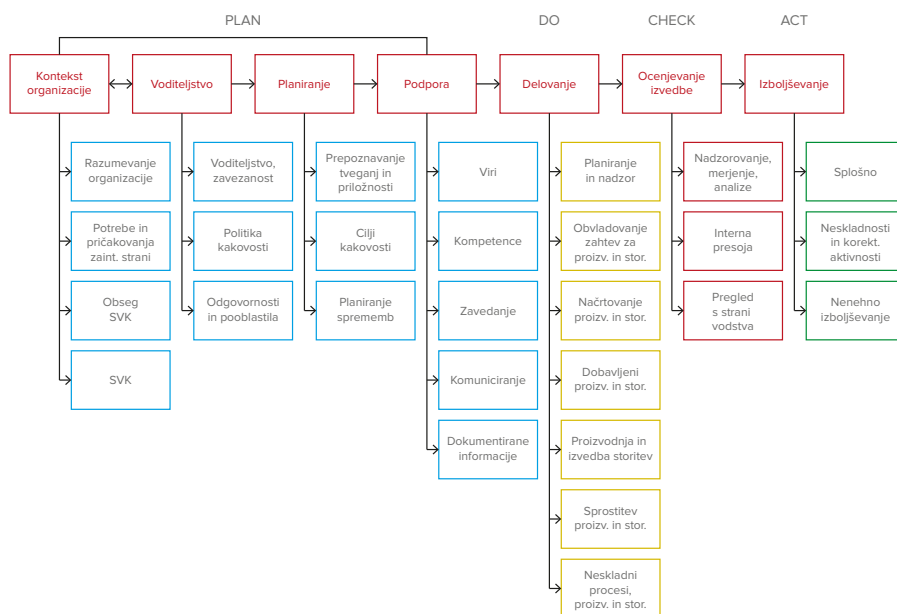 PLAN
DO
CHECK
ACT
Kontekst
organizacije
Voditeljstvo
Planiranje
Podpora
Delovanje
Ocenjevanje
izvedbe
Izboljševanje
Razumevanje
organizacije
Potrebe in
pričakovanja
zaint. strani
Obseg
SVK
SVK
Voditeljstvo,
zavezanost
Politika
kakovosti
Odgovornosti
in pooblastila
Prepoznavanje
tveganj in
priložnosti
Cilji
kakovosti
Planiranje
sprememb
Viri
Kompetence
Zavedanje
Komuniciranje
Dokumentirane
informacije
Planiranje
in nadzor
Obvladovanje
zahtev za
proizv. in stor.
Načrtovanje
proizv. in stor.
Dobavljeni
proizv. in stor.
Proizvodnja in
izvedba storitev
Sprostitev
proizv. in stor.
Neskladni
procesi,
proizv. in stor.
Nadzorovanje,
merjenje,
analize
Interna
presoja
Pregled
s strani
vodstva
Splošno
Neskladnosti
in korekt.
aktivnosti
Nenehno
izboljševanje